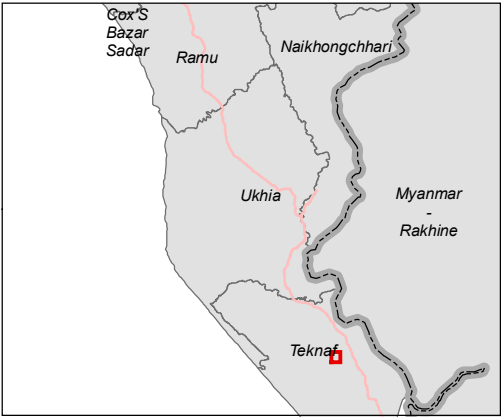 Cox'S
Bazar
Sadar
Ramu
Naikhongchhari
Ukhia
Myanmar
-
Rakhine
Teknaf